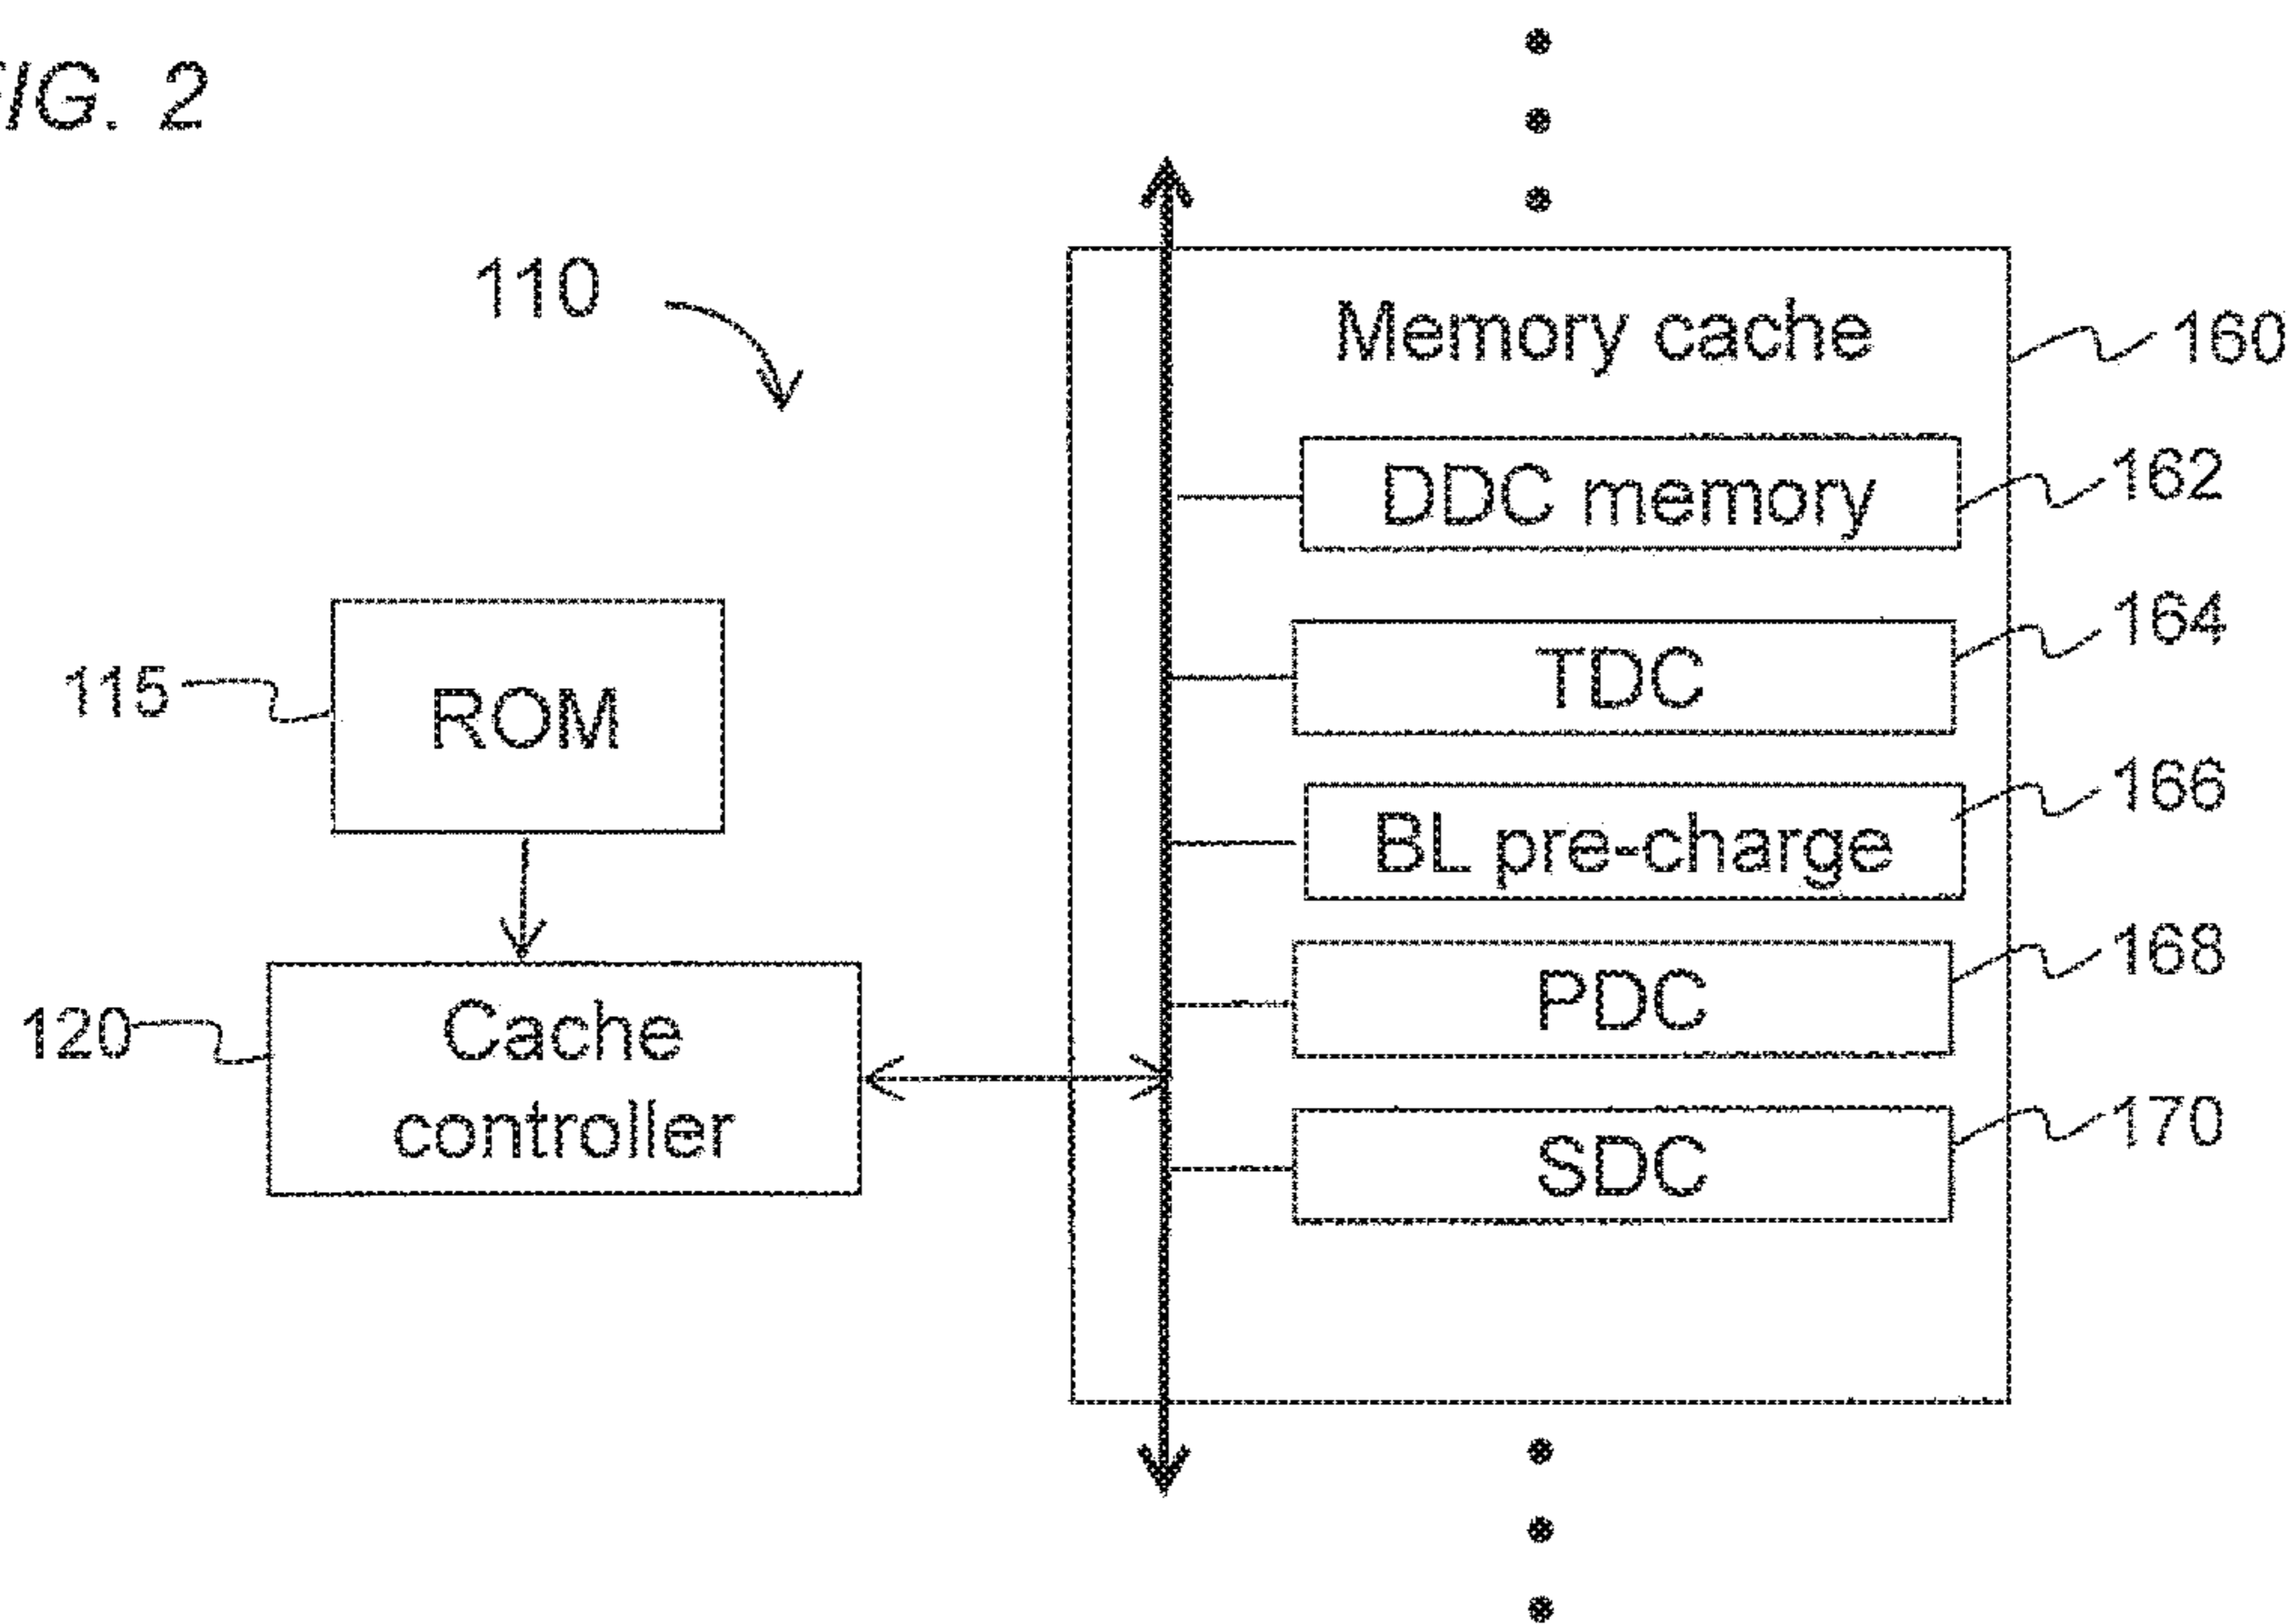 FIG. 2
110
Memory cache
160
DDC memory
162
TDC
164
115
ROM
BL pre-charge
166
PDC
168
120
Cache
controller
SDC
170